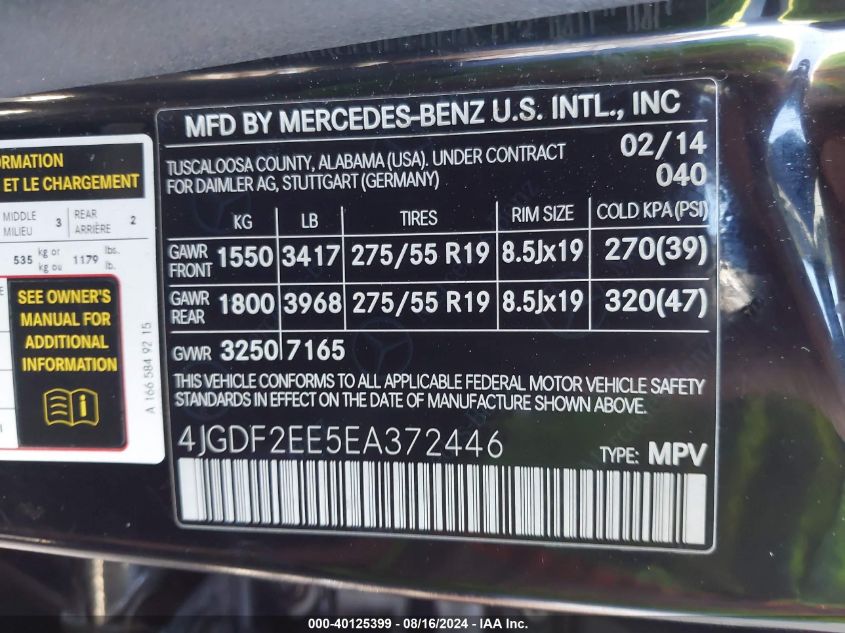 MFD BY MERCEDES-BENZ U.S. INTL., INC
TUSCALOOSA COUNTY, ALABAMA (USA). UNDER CONTRACT
FOR DAIMLER AG, STUTTGART (GERMANY)
02/14
040
KG LB TIRES RIM SIZE COLD KPA(PSI)
GAWR FRONT 1550 3417 275/55 R19 8.5Jx19 270(39)
GAWR REAR 1800 3968 275/55 R19 8.5Jx19 320(47)
GVWR 3250 7165
THIS VEHICLE CONFORMS TO ALL APPLICABLE FEDERAL MOTOR VEHICLE SAFETY
STANDARDS IN EFFECT ON THE DATE OF MANUFACTURE SHOWN ABOVE.
4JGDF2EE5EA372446 TYPE: MPV
ORMATION
ET LE CHARGEMENT
MIDDLE MILIEU 3 REAR ARRIÈRE 2
535 kg or kg ou 1179 lbs. lb.
SEE OWNER'S
MANUAL FOR
ADDITIONAL
INFORMATION
A 166 584 92 15
000-40125399 - 08/16/2024 - IAA Inc.